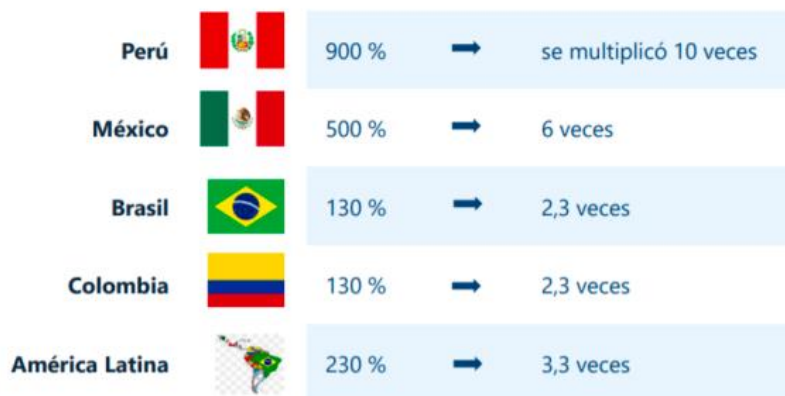 Perú 900 % se multiplicó 10 veces
México 500 % 6 veces
Brasil 130 % 2,3 veces
Colombia 130 % 2,3 veces
América Latina 230 % 3,3 veces